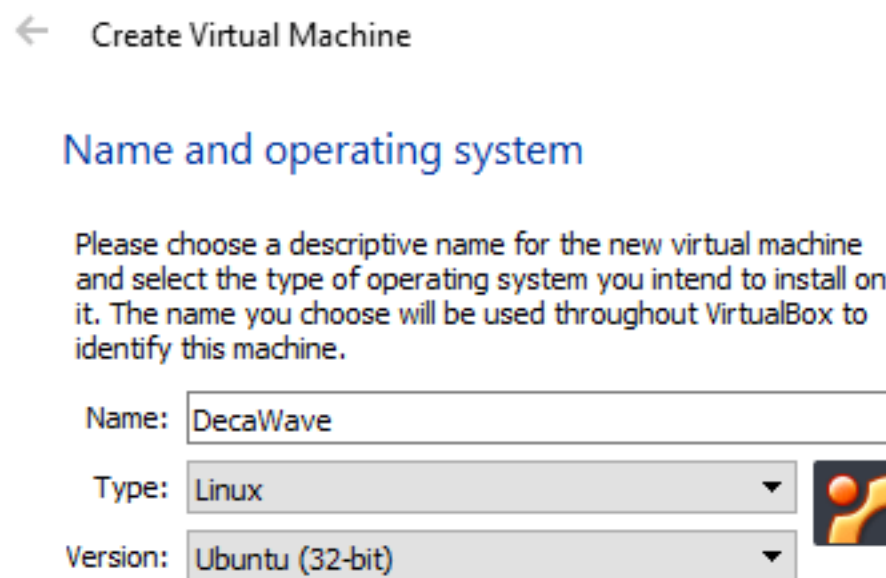 Create Virtual Machine
Name and operating system
Please choose a descriptive name for the new virtual machine
and select the type of operating system you intend to install on
it. The name you choose will be used throughout VirtualBox to
identify this machine.
Name: DecaWave
Type: Linux
Version: Ubuntu (32-bit)